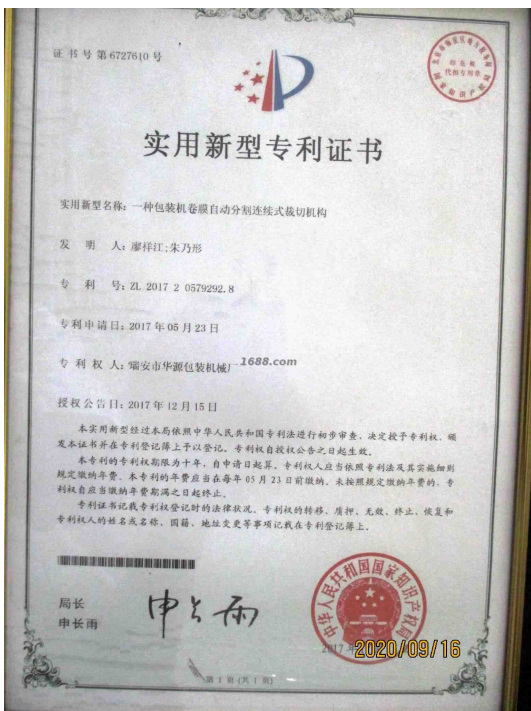 证书号第6727610号
实用新型专利证书
实用新型名称：一种包装机卷膜自动分割连续式裁切机构
发 明 人：廖祥江;朱乃彤
专 利 号：ZL 2017 2 0579292.8
专利申请日：2017年05月23日
专 利 权 人：瑞安市华源包装机械厂
1688.com
授权公告日：2017年12月15日
本实用新型经过本局依照中华人民共和国专利法进行初步审查，决定授予专利权，颁
发本证书并在专利登记簿上予以登记。专利权自授权公告之日起生效。
本专利的专利权期限为十年，自申请日起算。专利权人应当依照专利法及其实施细则
规定缴纳年费。本专利的年费应当在每年05月23日前缴纳。未按照规定缴纳年费的，专
利权自应当缴纳年费期满之日起终止。
专利证书记载专利权登记时的法律状况。专利权的转移、质押、无效、终止、恢复和
专利权人的姓名或名称、国籍、地址变更等事项记载在专利登记簿上。
局长
申长雨
申长雨
中华人民共和国国家知识产权局
2017年
2020/09/16
第1页(共1页)